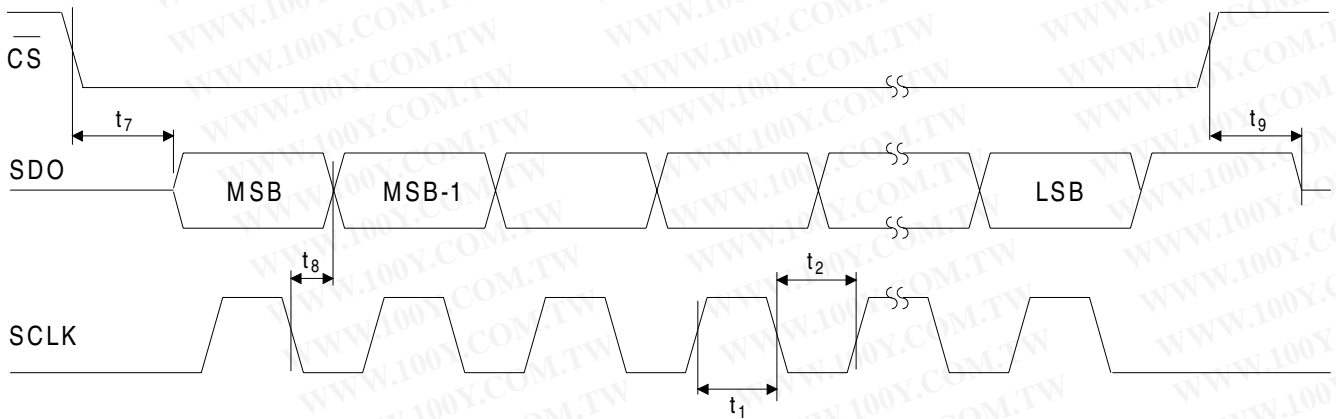 CS
t7
t9
SDO
MSB
MSB-1
LSB
t8
t2
SCLK
t1
WWW.100Y.COM.TW